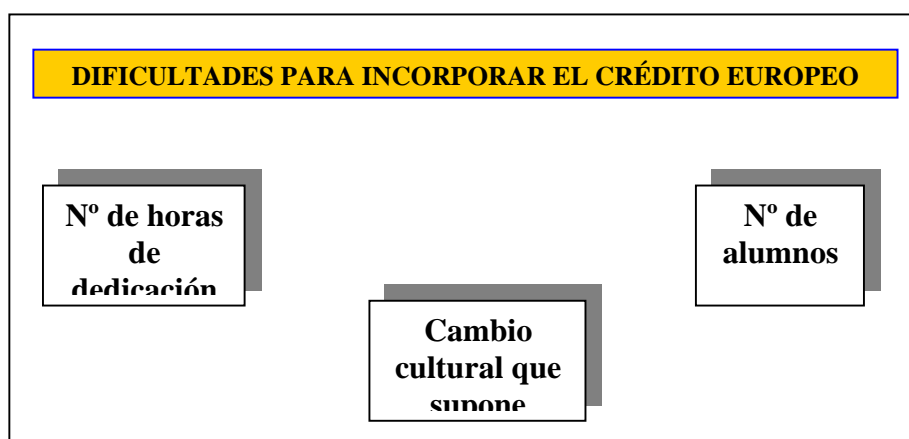 DIFICULTADES PARA INCORPORAR EL CRÉDITO EUROPEO
Nº de horas
de
dedicación
Nº de
alumnos
Cambio
cultural que
supone